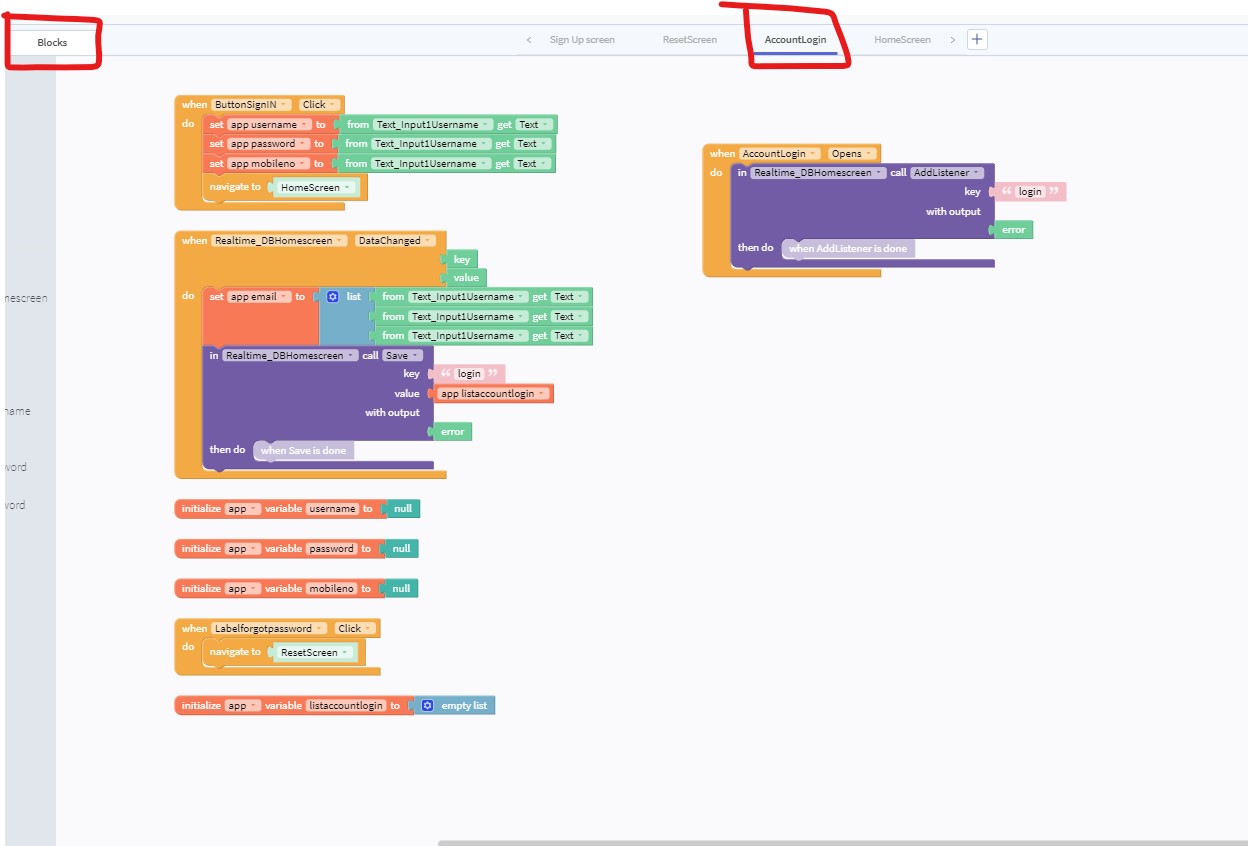 Blocks
< Sign Up screen ResetScreen AccountLogin HomeScreen > +
when ButtonSignIN Click
do set app username to from Text_Input1Username get Text
set app password to from Text_Input1Username get Text
set app mobileno to from Text_Input1Username get Text
navigate to HomeScreen
when Realtime_DBHomescreen DataChanged
key
value
do set app email to list from Text_Input1Username get Text
from Text_Input1Username get Text
from Text_Input1Username get Text
in Realtime_DBHomescreen call Save
key “ login ”
value app listaccountlogin
with output
error
then do when Save is done
initialize app variable username to null
initialize app variable password to null
initialize app variable mobileno to null
when Labelforgotpassword Click
do navigate to ResetScreen
initialize app variable listaccountlogin to empty list
when AccountLogin Opens
do in Realtime_DBHomescreen call AddListener
key “ login ”
with output
error
then do when AddListener is done
nescreen
name
word
word